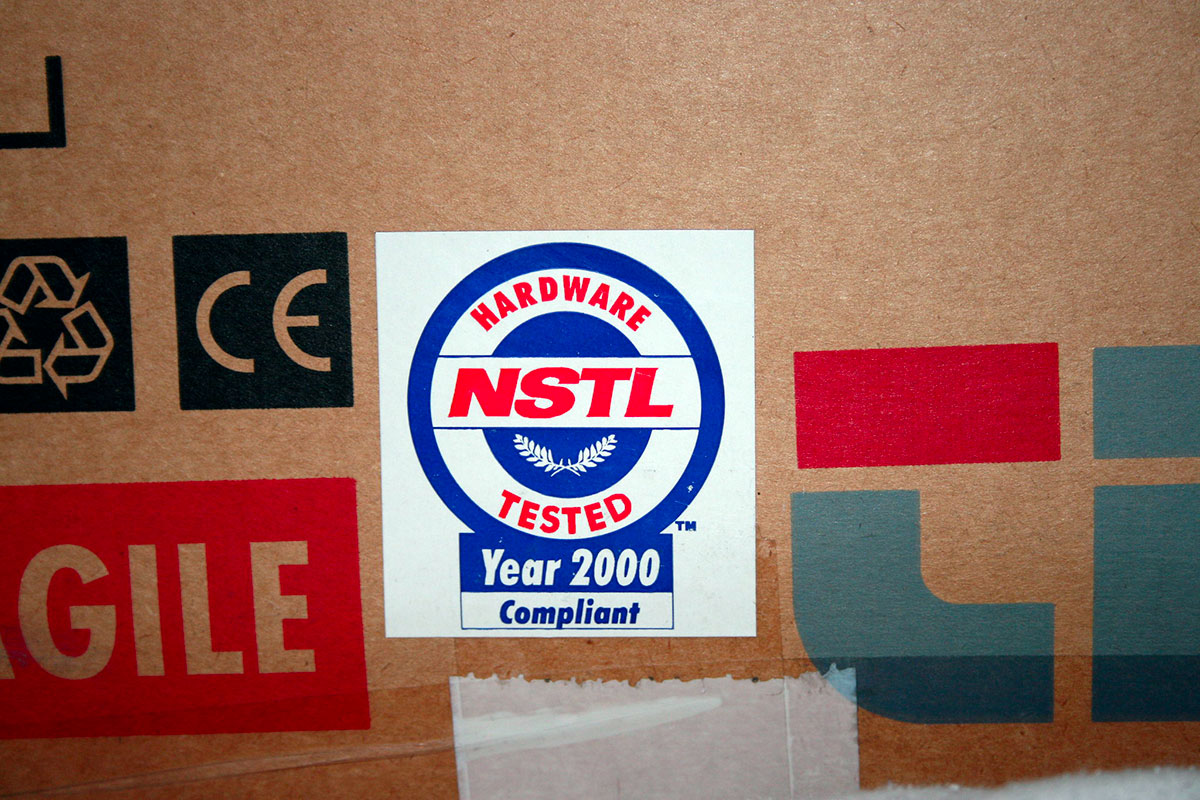 CE
HARDWARE
NSTL
TESTED
TM
Year 2000
Compliant
AGILE